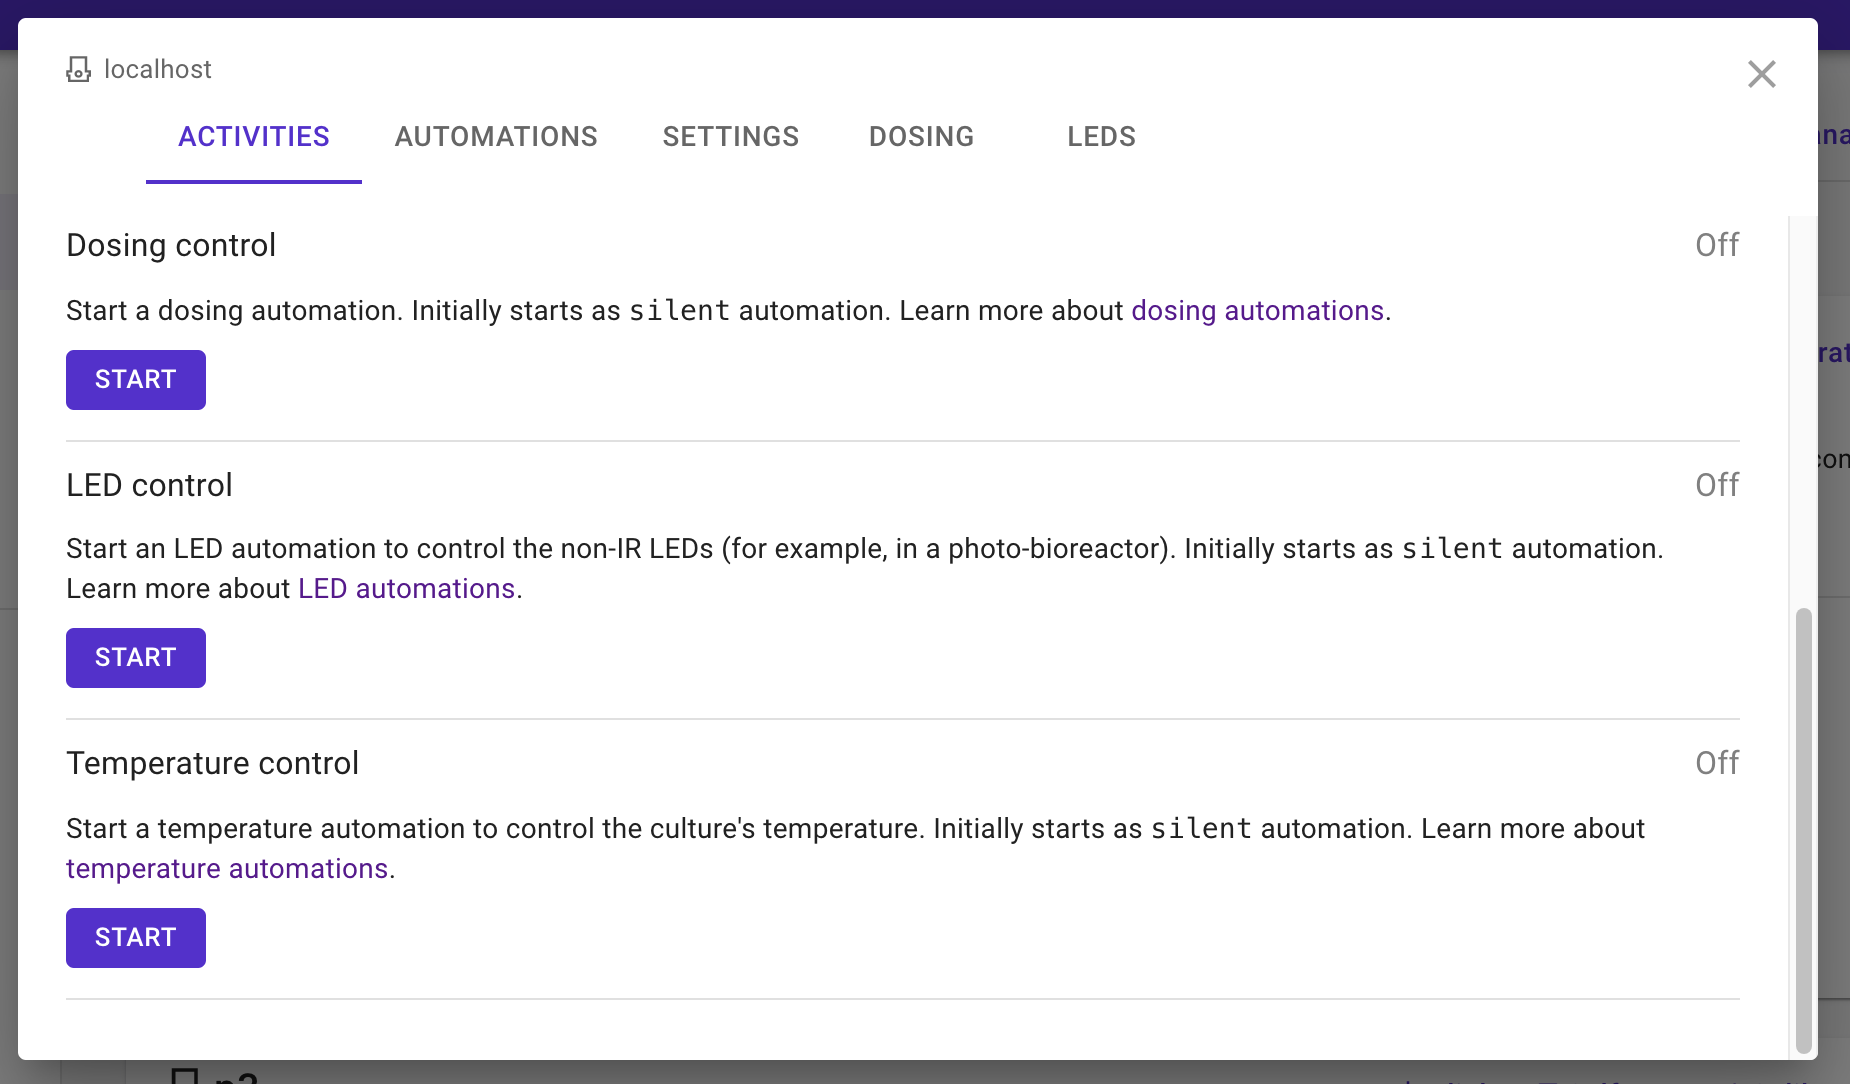 localhost
ACTIVITIES AUTOMATIONS SETTINGS DOSING LEDS
Dosing control Off
Start a dosing automation. Initially starts as silent automation. Learn more about dosing automations.
START
LED control Off
Start an LED automation to control the non-IR LEDs (for example, in a photo-bioreactor). Initially starts as silent automation.
Learn more about LED automations.
START
Temperature control Off
Start a temperature automation to control the culture's temperature. Initially starts as silent automation. Learn more about
temperature automations.
START